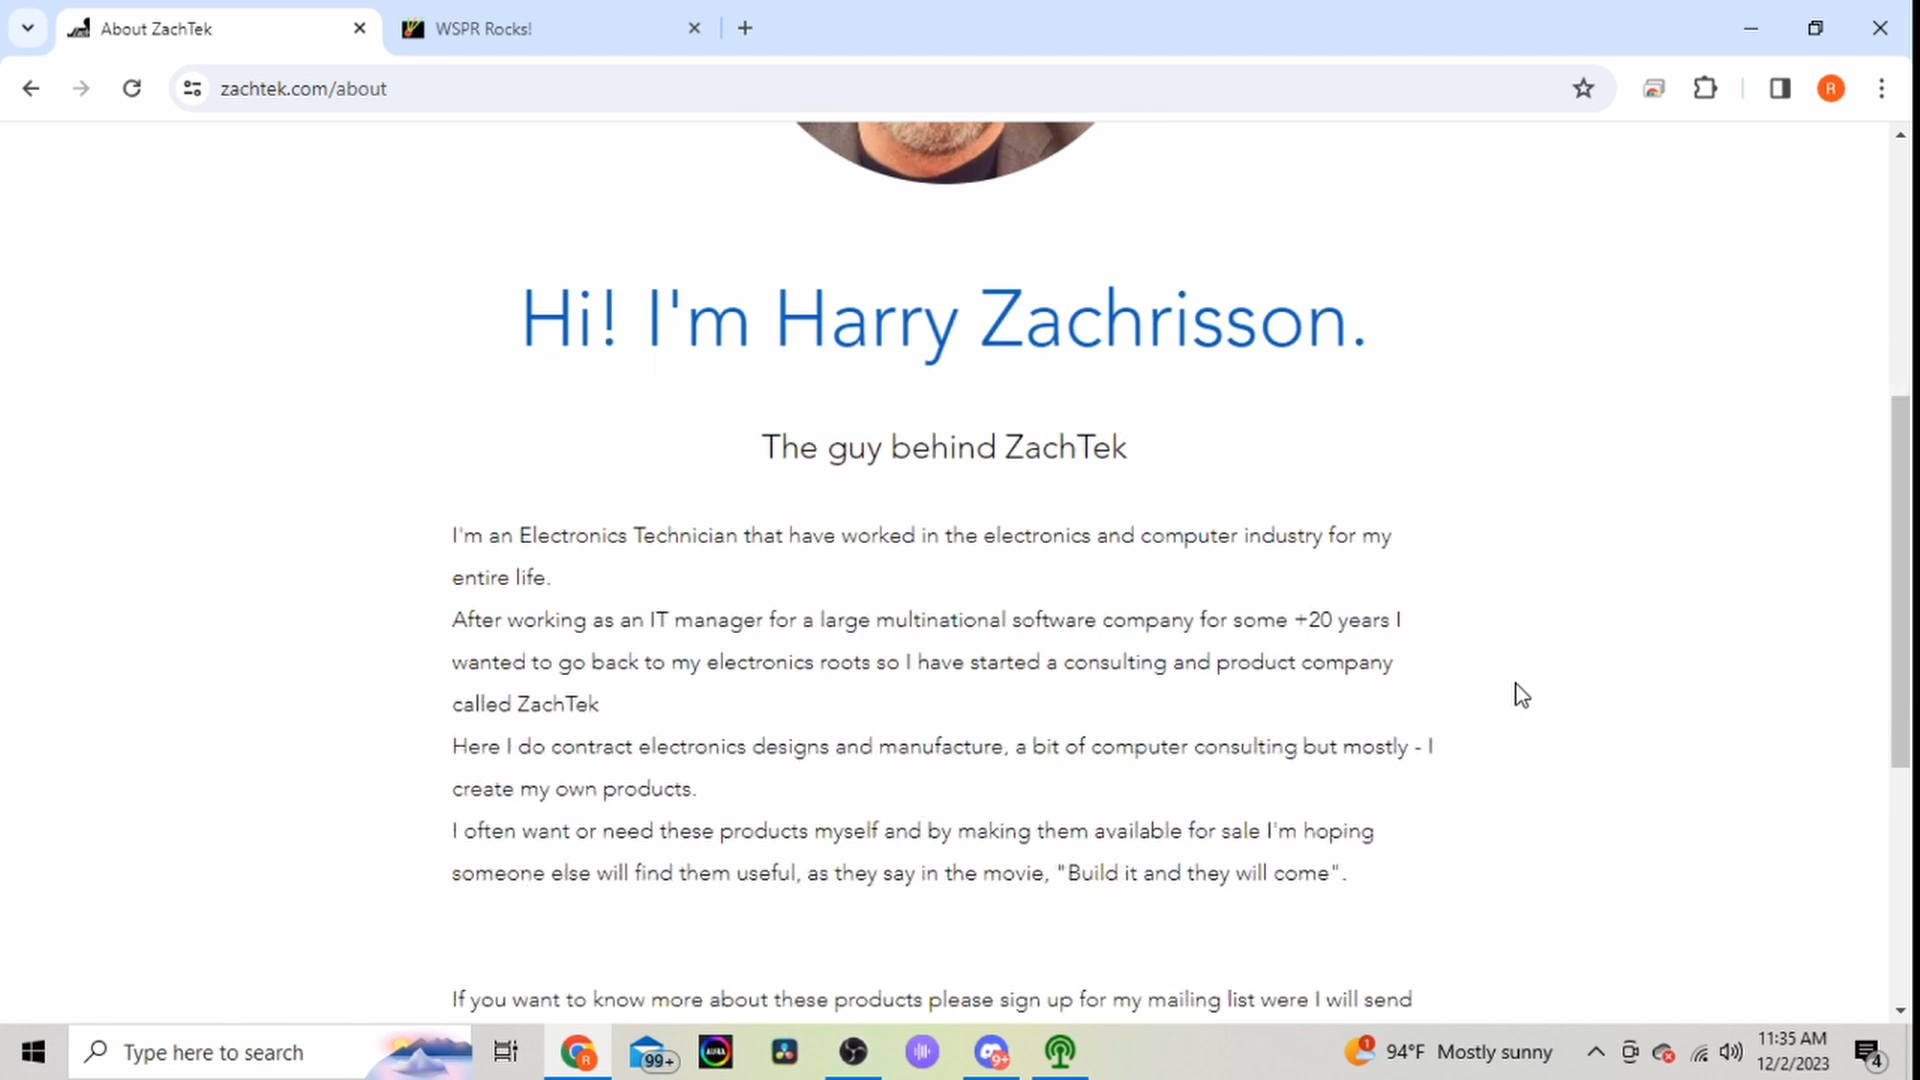 About ZachTek
WSPR Rocks!
zachtek.com/about
R
Hi! I'm Harry Zachrisson.
The guy behind ZachTek
I'm an Electronics Technician that have worked in the electronics and computer industry for my
entire life.
After working as an IT manager for a large multinational software company for some +20 years I
wanted to go back to my electronics roots so I have started a consulting and product company
called ZachTek
Here I do contract electronics designs and manufacture, a bit of computer consulting but mostly - I
create my own products.
I often want or need these products myself and by making them available for sale I'm hoping
someone else will find them useful, as they say in the movie, "Build it and they will come".
If you want to know more about these products please sign up for my mailing list were I will send
Type here to search
R
99+
AURA
9+
1
94°F Mostly sunny
11:35 AM
12/2/2023
4